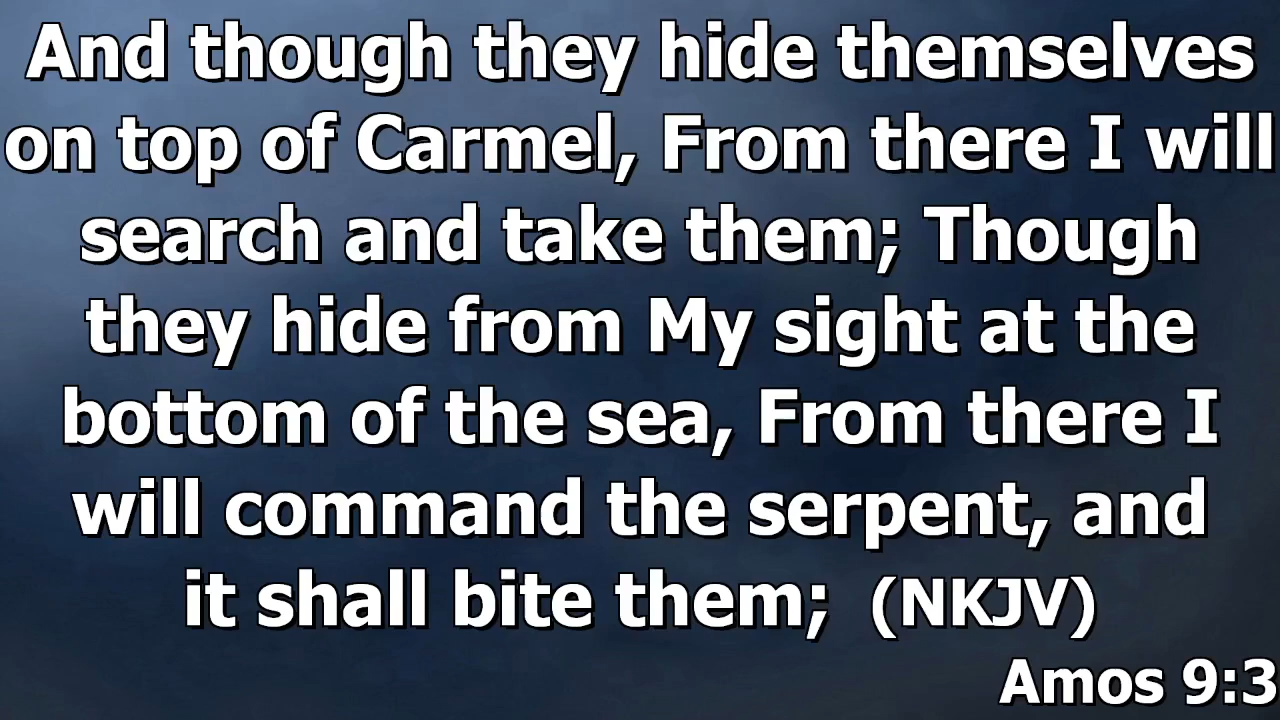 And though they hide themselves
on top of Carmel, From there I will
search and take them; Though
they hide from My sight at the
bottom of the sea, From there I
will command the serpent, and
it shall bite them; (NKJV)
Amos 9:3